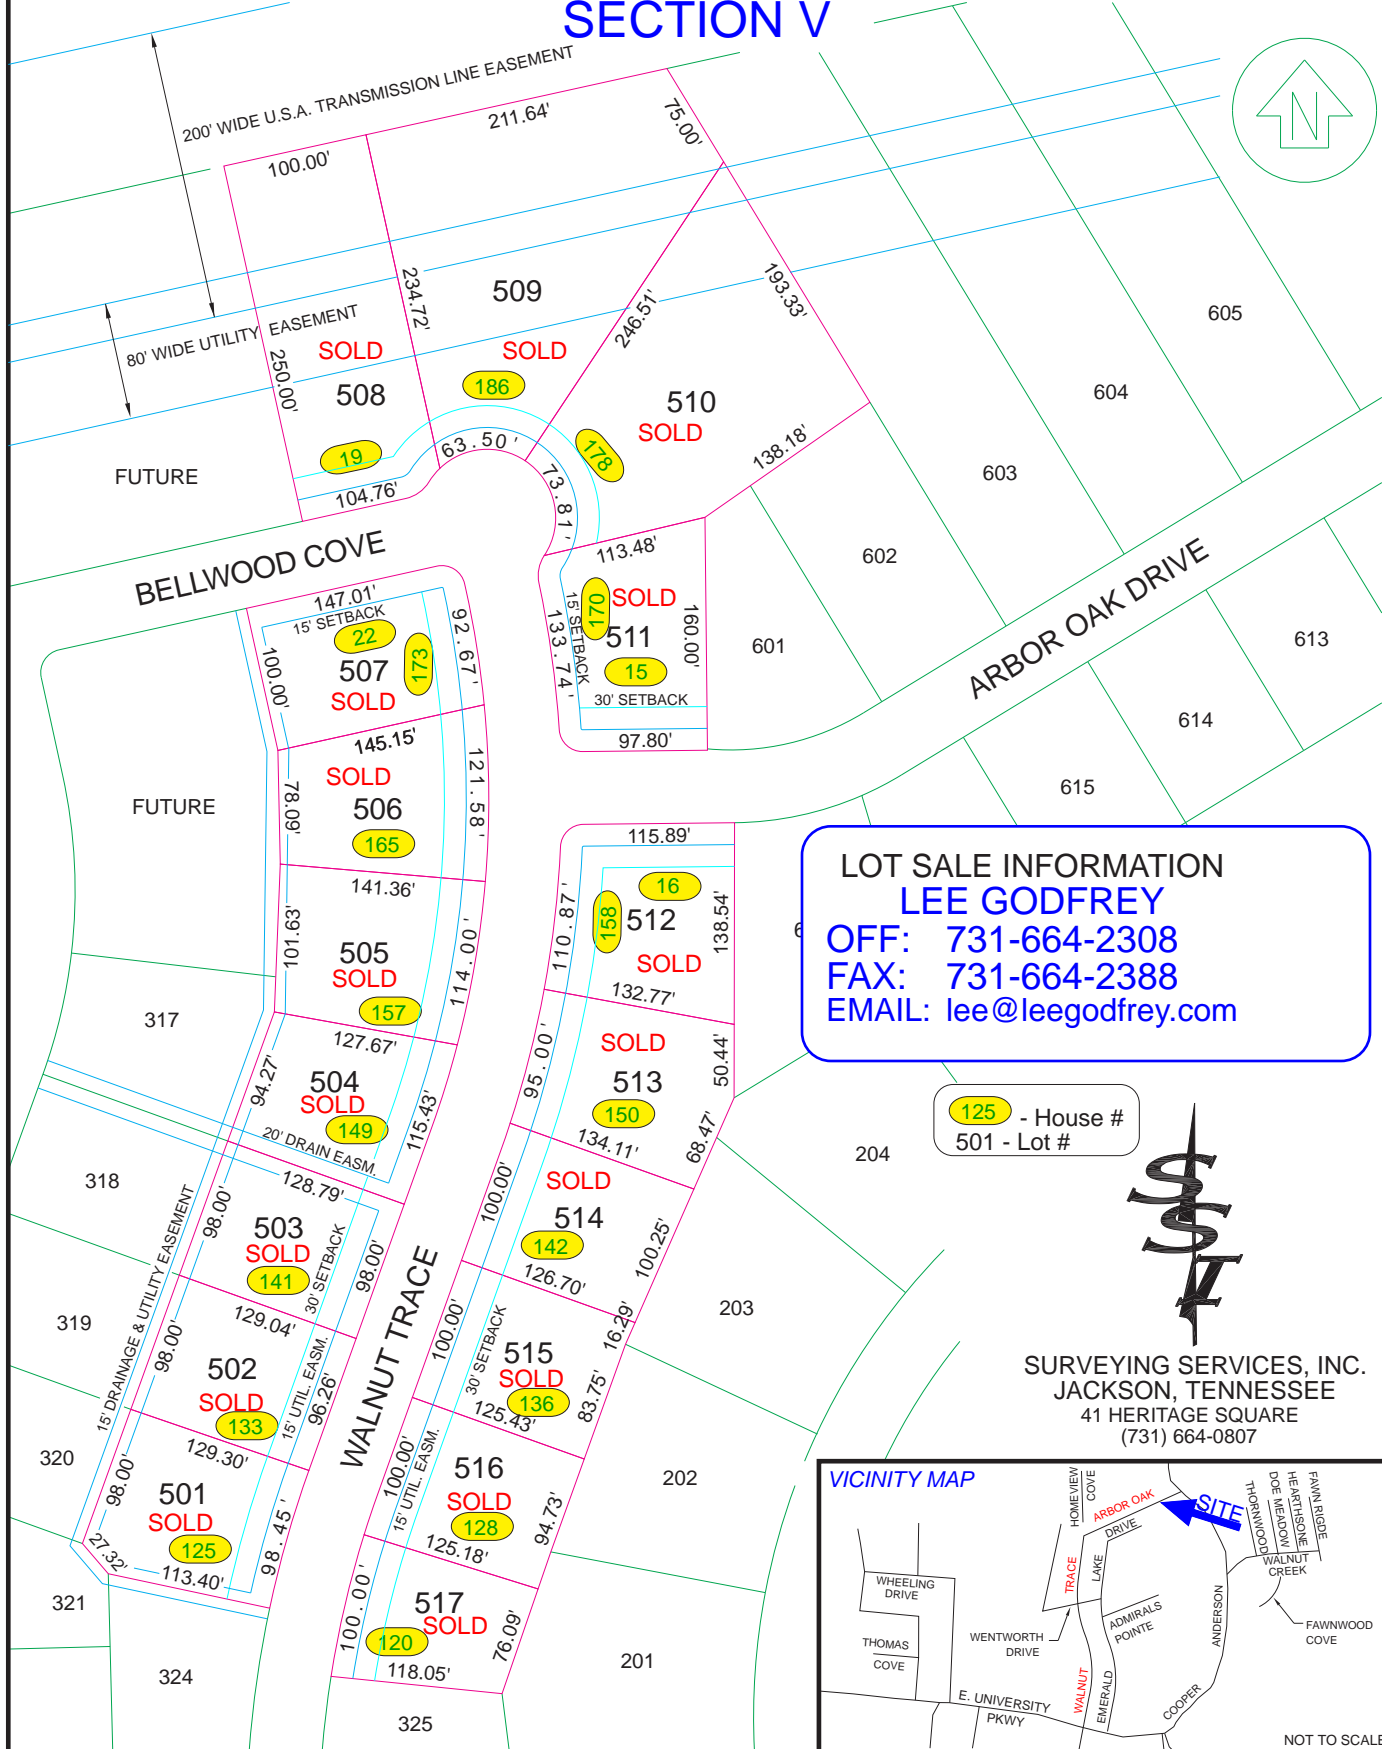 SECTION V
200' WIDE U.S.A. TRANSMISSION LINE EASEMENT
100.00'
211.64'
75.00'
N
234.72'
509
246.51'
193.33'
605
80' WIDE UTILITY EASEMENT
250.00'
SOLD
SOLD
186
508
510
SOLD
604
19
63.50'
178
138.18'
FUTURE
104.76'
73.81'
603
BELLWOOD COVE
113.48'
602
ARBOR OAK DRIVE
147.01'
15' SETBACK
22
92.67'
15' SETBACK
170
SOLD
160.00'
133.74'
511
601
613
100.00'
507
173
SOLD
15
30' SETBACK
97.80'
614
145.15'
SOLD
506
165
78.09'
121.58'
615
FUTURE
115.89'
141.36'
16
158
512
138.54'
110.87'
SOLD
132.77'
LOT SALE INFORMATION
LEE GODFREY
OFF: 731-664-2308
FAX: 731-664-2388
EMAIL: lee@leegodfrey.com
101.63'
505
SOLD
157
114.00'
317
127.67'
SOLD
513
150
50.44'
95.00'
94.27'
504
SOLD
149
115.43'
20' DRAIN EASM.
134.11'
68.47'
125 - House #
501 - Lot #
204
318
128.79'
98.00'
503
SOLD
141
30' SETBACK
98.00'
SOLD
514
142
100.00'
100.25'
126.70'
15' DRAINAGE & UTILITY EASEMENT
WALNUT TRACE
203
319
129.04'
98.00'
502
SOLD
133
15' UTIL. EASM.
96.26'
100.00'
30' SETBACK
16.29'
515
SOLD
136
83.75'
125.43'
SSI
SURVEYING SERVICES, INC.
JACKSON, TENNESSEE
41 HERITAGE SQUARE
(731) 664-0807
320
129.30'
98.00'
501
SOLD
125
98.45'
27.32'
113.40'
100.00'
15' UTIL. EASM.
516
SOLD
128
94.73'
125.18'
202
321
324
100.00'
517
SOLD
120
76.09'
118.05'
201
325
VICINITY MAP
HOMEVIEW
COVE
ARBOR OAK
DRIVE
SITE
THORNWOOD
DOE MEADOW
HEARTHSONE
FAWN RIGDE
WALNUT
CREEK
WHEELING
DRIVE
TRACE
LAKE
ADMIRALS
POINTE
ANDERSON
FAWNWOOD
COVE
THOMAS
COVE
WENTWORTH
DRIVE
WALNUT
EMERALD
COOPER
E. UNIVERSITY
PKWY
NOT TO SCALE